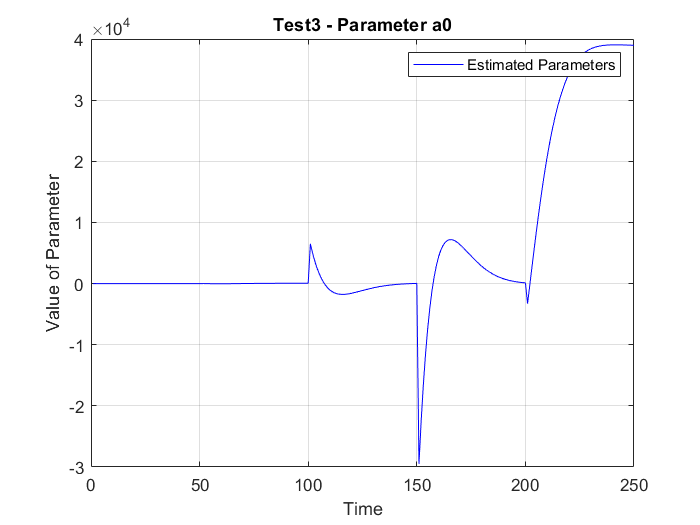 Test3 - Parameter a0
×10^4
Estimated Parameters
4
3
2
1
0
-1
-2
-3
Value of Parameter
0 50 100 150 200 250
Time